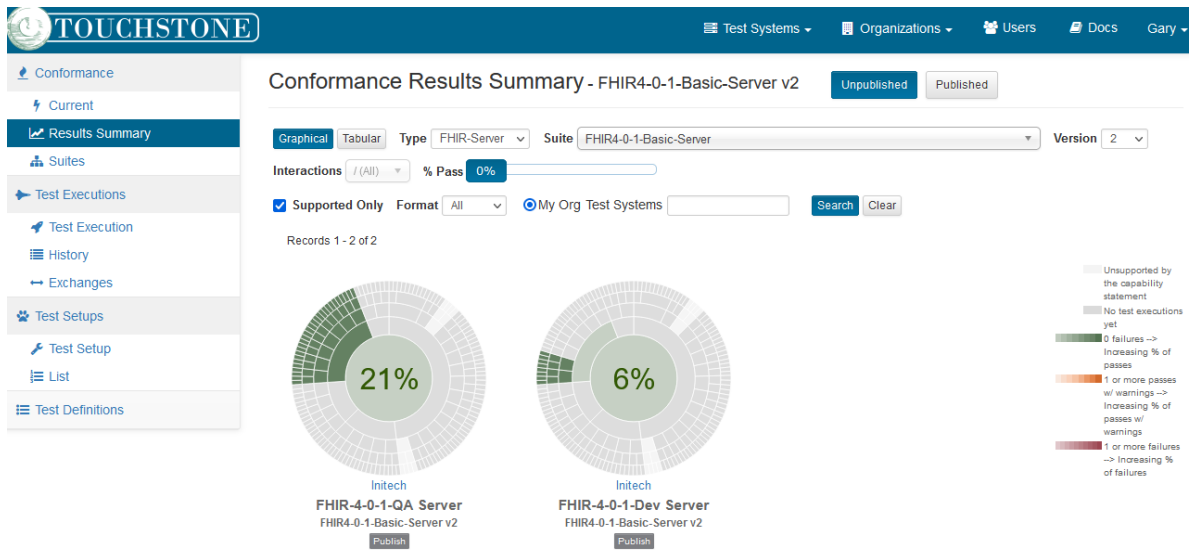 TOUCHSTONE
Test Systems
Organizations
Users
Docs
Gary
Conformance
Current
Results Summary
Suites
Test Executions
Test Execution
History
Exchanges
Test Setups
Test Setup
List
Test Definitions
Conformance Results Summary - FHIR4-0-1-Basic-Server v2
Unpublished
Published
Graphical
Tabular
Type
FHIR-Server
Suite
FHIR4-0-1-Basic-Server
Version
2
Interactions
/ (All)
% Pass
0%
Supported Only
Format
All
My Org Test Systems
Search
Clear
Records 1 - 2 of 2
21%
Initech
FHIR-4-0-1-QA Server
FHIR4-0-1-Basic-Server v2
Publish
6%
Initech
FHIR-4-0-1-Dev Server
FHIR4-0-1-Basic-Server v2
Publish
Unsupported by
the capability
statement
No test executions
yet
0 failures -->
Increasing % of
passes
1 or more passes
w/ warnings -->
Increasing % of
passes w/
warnings
1 or more failures
--> Increasing %
of failures